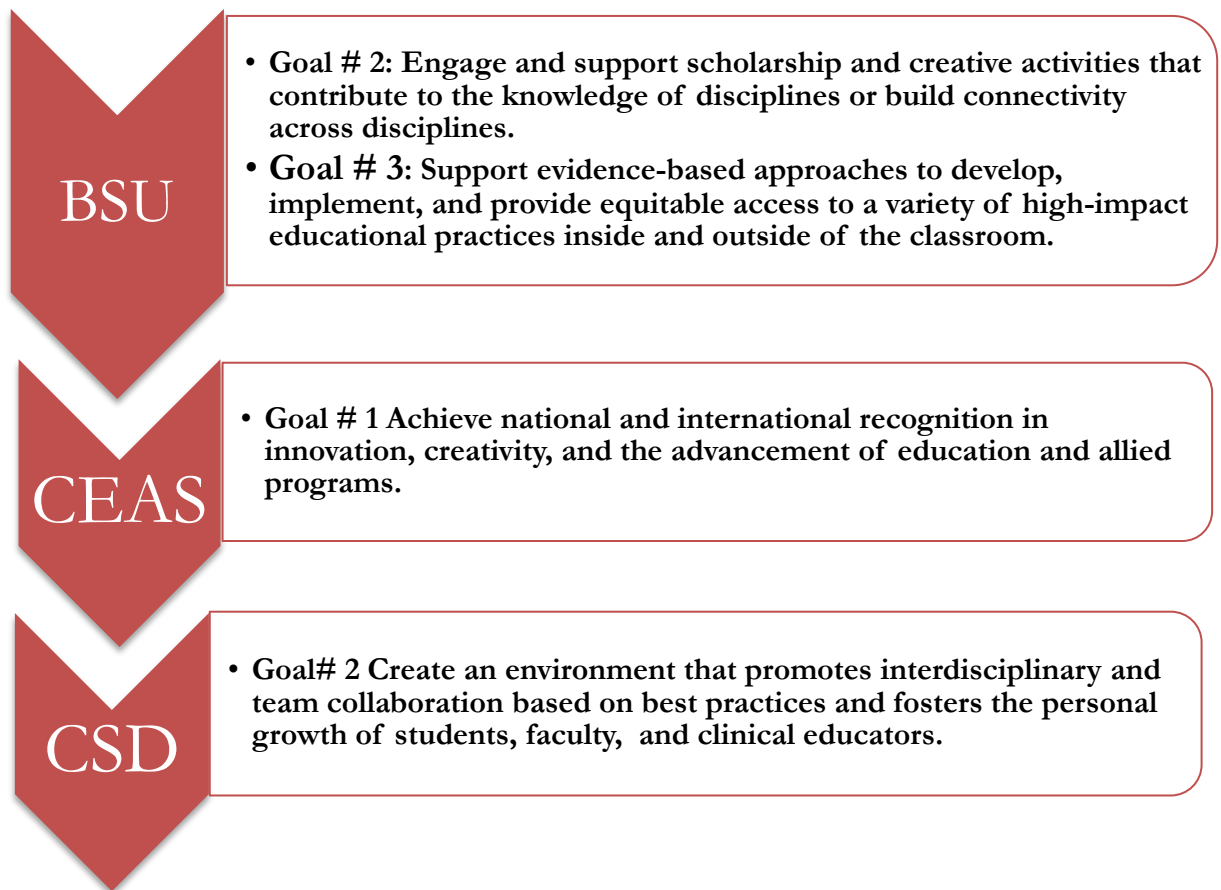 BSU
• Goal # 2: Engage and support scholarship and creative activities that
contribute to the knowledge of disciplines or build connectivity
across disciplines.
• Goal # 3: Support evidence-based approaches to develop,
implement, and provide equitable access to a variety of high-impact
educational practices inside and outside of the classroom.
CEAS
• Goal # 1 Achieve national and international recognition in
innovation, creativity, and the advancement of education and allied
programs.
CSD
• Goal# 2 Create an environment that promotes interdisciplinary and
team collaboration based on best practices and fosters the personal
growth of students, faculty, and clinical educators.